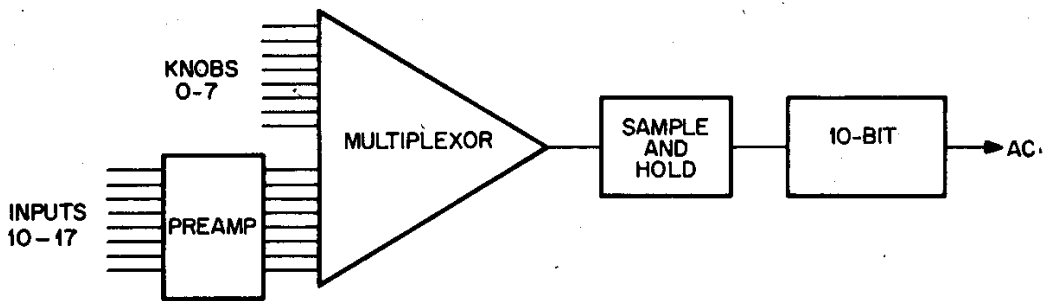 KNOBS
0-7
INPUTS
10-17
PREAMP
MULTIPLEXOR
SAMPLE
AND
HOLD
10-BIT
AC